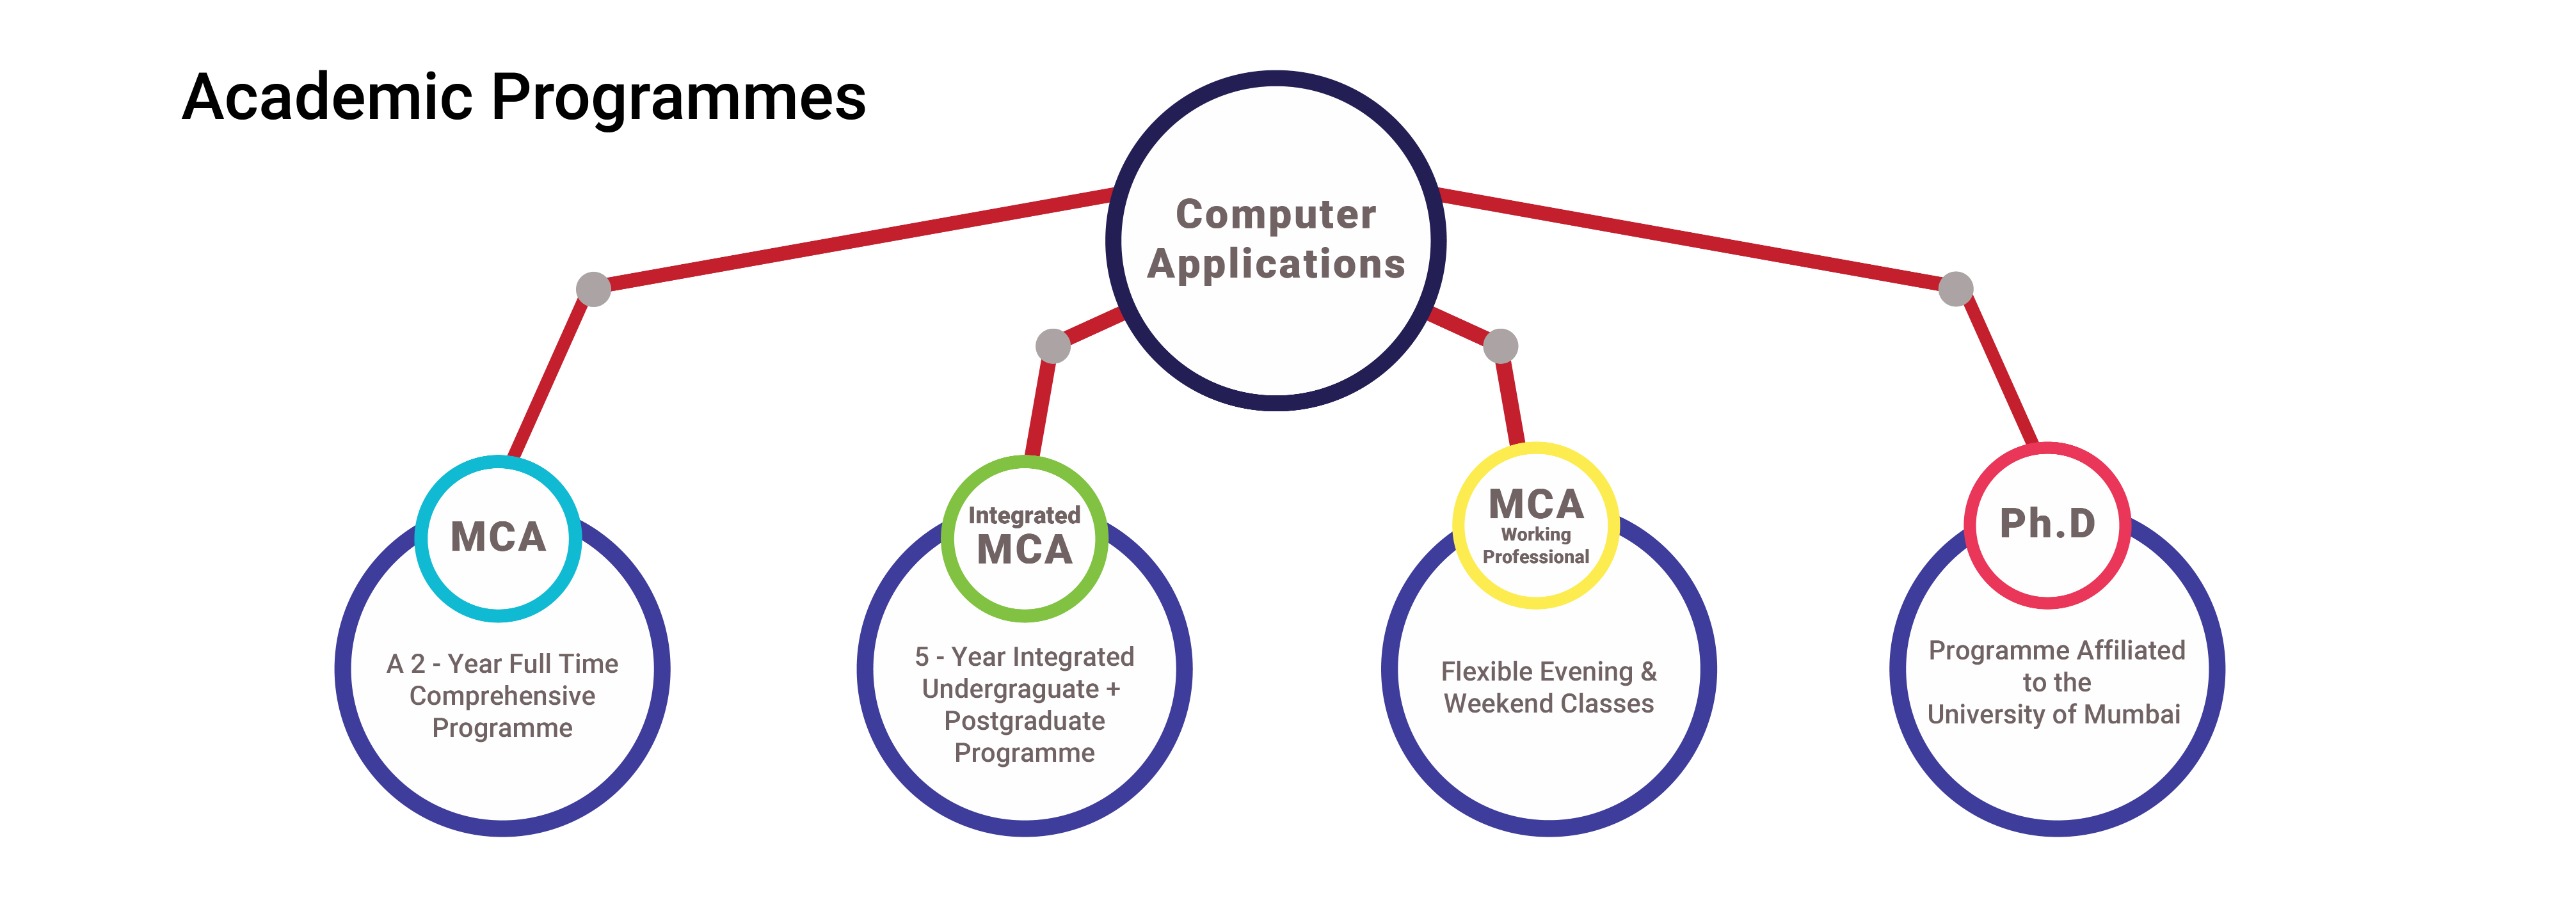 Academic Programmes
Computer
Applications
MCA
A 2 - Year Full Time
Comprehensive
Programme
Integrated
MCA
5 - Year Integrated
Undergraguate +
Postgraduate
Programme
MCA
Working
Professional
Flexible Evening &
Weekend Classes
Ph.D
Programme Affiliated
to the
University of Mumbai